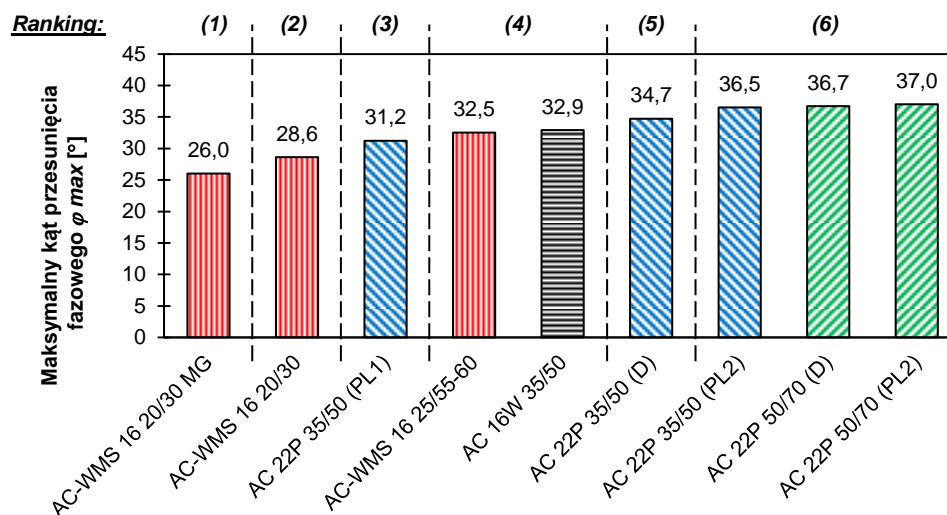 Ranking: (1) (2) (3) (4) (5) (6)
Maksymalny kąt przesunięcia
fazowego φ max [°]
45
40
35
30
25
20
15
10
5
0
26,0
28,6
31,2
32,5
32,9
34,7
36,5
36,7
37,0
AC-WMS 16 20/30 MG
AC-WMS 16 20/30
AC 22P 35/50 (PL1)
AC-WMS 16 25/55-60
AC 16W 35/50
AC 22P 35/50 (D)
AC 22P 35/50 (PL2)
AC 22P 50/70 (D)
AC 22P 50/70 (PL2)